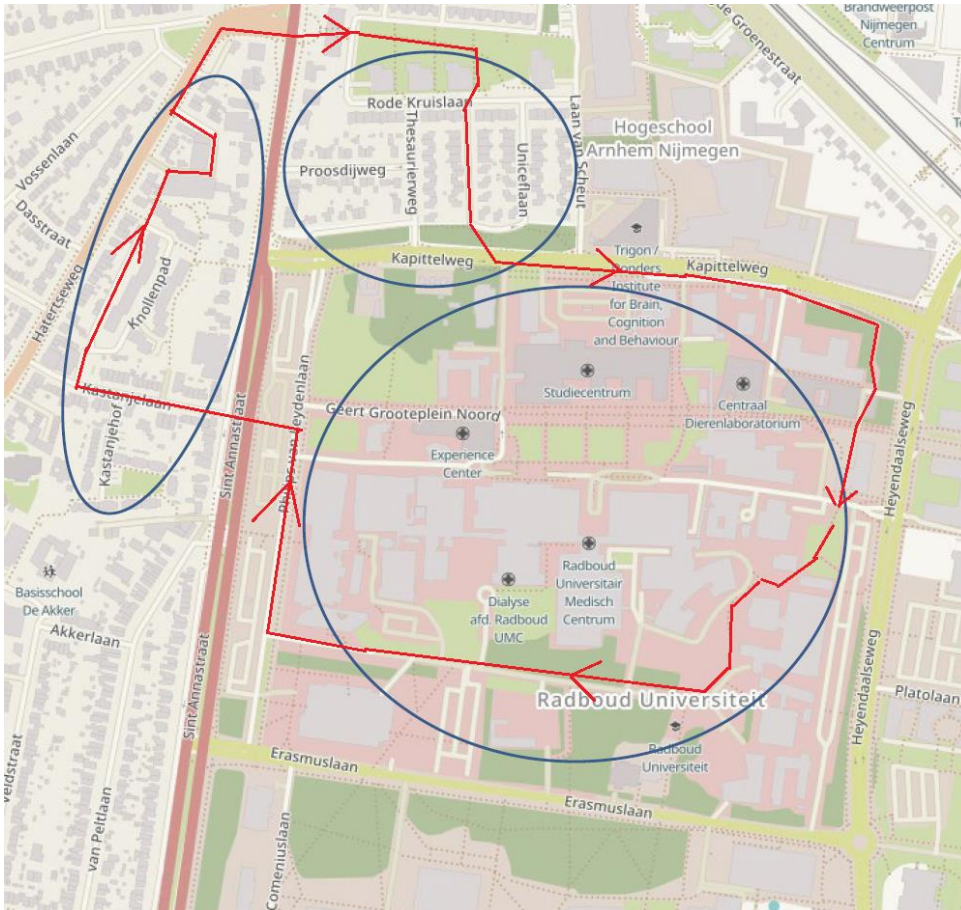 Brandweerpost
Nijmegen
Centrum
de Groenestraat
Rode Kruislaan
Laan van Scheut
Hogeschool
Arnhem Nijmegen
Thesaurierweg
Uniceflaan
Vossenlaan
Proosdijweg
Dasstraat
Trigon /
Donders
Institute
for Brain,
Cognition
and Behaviour
Kapittelweg
Kapittelweg
Hatertseweg
Knollenpad
Studiecentrum
Centraal
Dierenlaboratorium
Kastanjelaan
Kastanjehof
Geert Grooteplein Noord
Sint Annastraat
Experience
Center
Heyendaalseweg
Radboud
Universitair
Medisch
Centrum
Basisschool
De Akker
Dialyse
afd. Radboud
UMC
Akkerlaan
Heyendaalseweg
Sint Annastraat
Platolaan
Radboud Universiteit
Radboud
Universiteit
Erasmuslaan
Erasmuslaan
van Peltlaan
Comeniuslaan